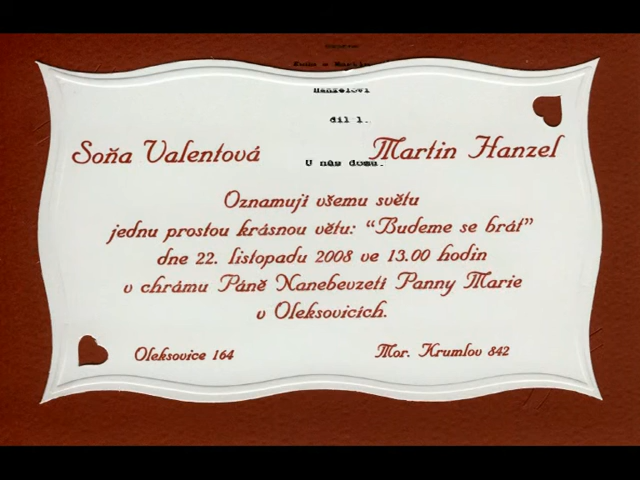 Hanzelovi
díl 1.
U nás doma.
Soňa Valentová
Martin Hanzel
Oznamují všemu světu
jednu prostou krásnou větu: “Budeme se brát”
dne 22. listopadu 2008 ve 13.00 hodin
v chrámu Páně Nanebevzetí Panny Marie
v Oleksovicích.
Oleksovice 164
Mor. Krumlov 842